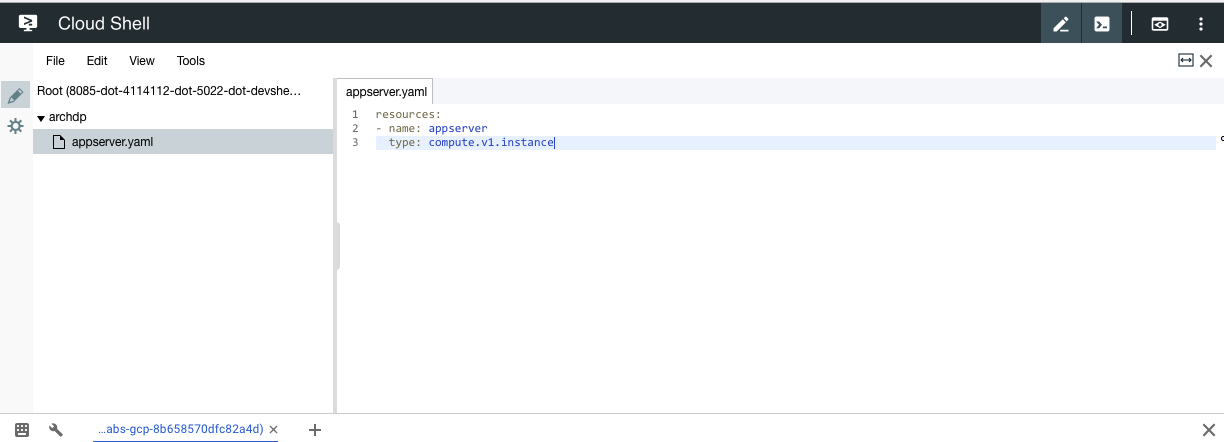 Cloud Shell
File Edit View Tools
Root (8085-dot-4114112-dot-5022-dot-devshe...
archdp
appserver.yaml
appserver.yaml
1 resources:
2 - name: appserver
3   type: compute.v1.instance
...abs-gcp-8b658570dfc82a4d)